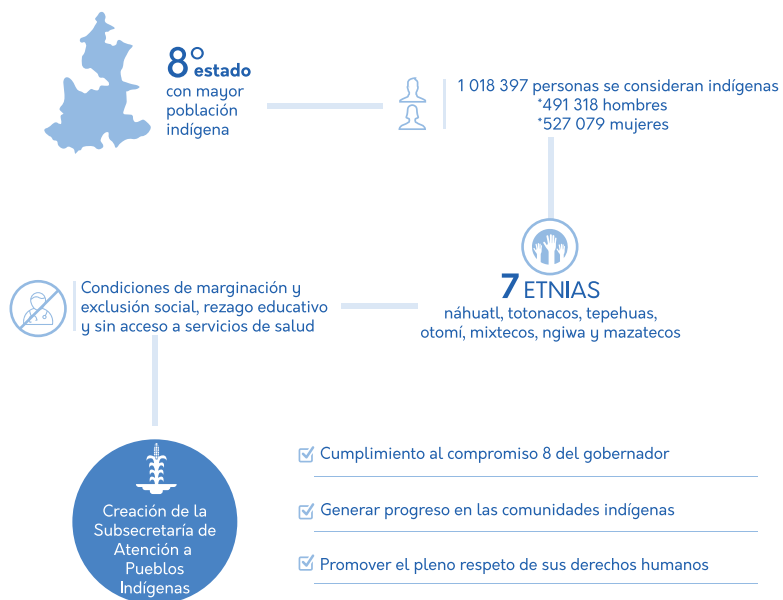 8° estado
con mayor
población
indígena
1 018 397 personas se consideran indígenas
*491 318 hombres
*527 079 mujeres
7 ETNIAS
náhuatl, totonacos, tepehuas,
otomí, mixtecos, ngiwa y mazatecos
Condiciones de marginación y
exclusión social, rezago educativo
y sin acceso a servicios de salud
Creación de la
Subsecretaría de
Atención a
Pueblos
Indígenas
Cumplimiento al compromiso 8 del gobernador
Generar progreso en las comunidades indígenas
Promover el pleno respeto de sus derechos humanos